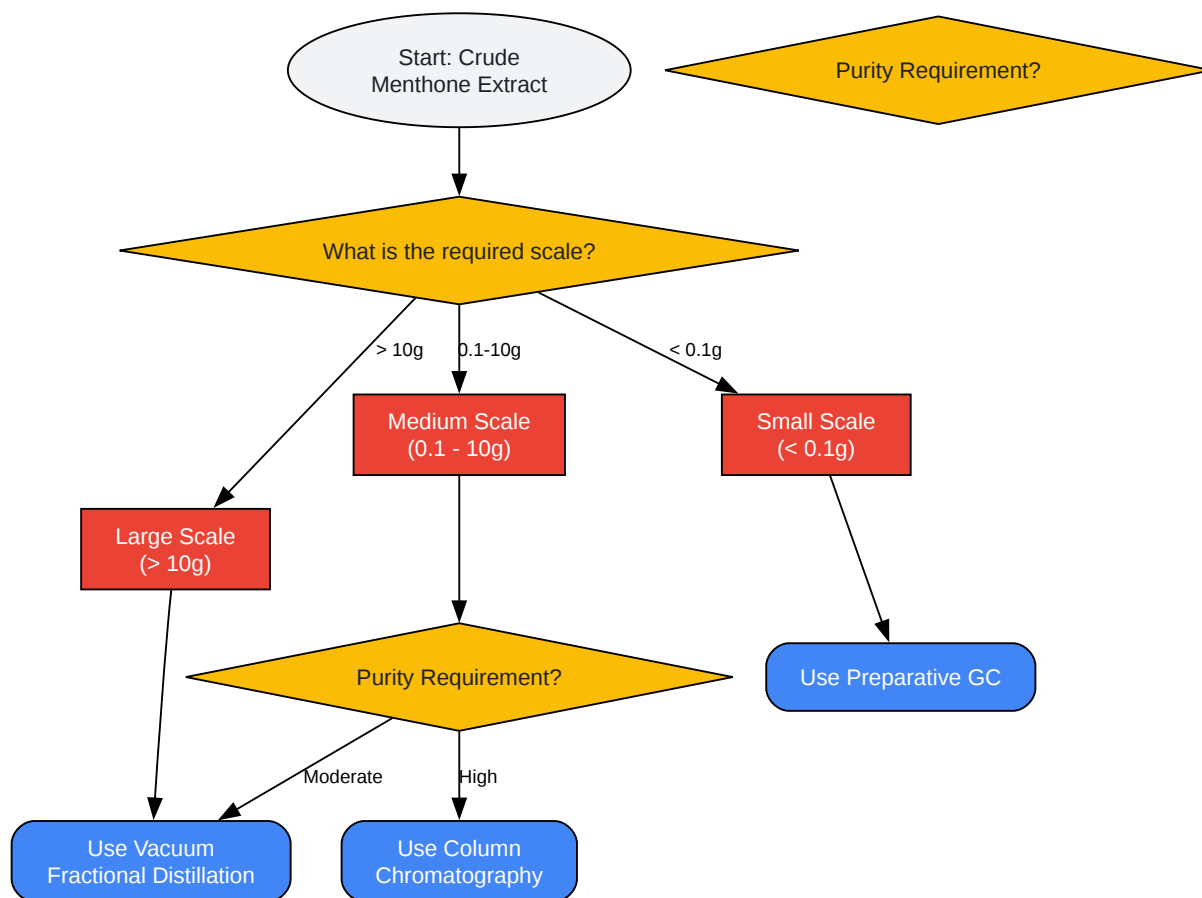 Start: Crude
Menthone Extract
Purity Requirement?
What is the required scale?
> 10g
0.1-10g
< 0.1g
Medium Scale
(0.1 - 10g)
Small Scale
(< 0.1g)
Large Scale
(> 10g)
Purity Requirement?
Use Preparative GC
Moderate
High
Use Vacuum
Fractional Distillation
Use Column
Chromatography